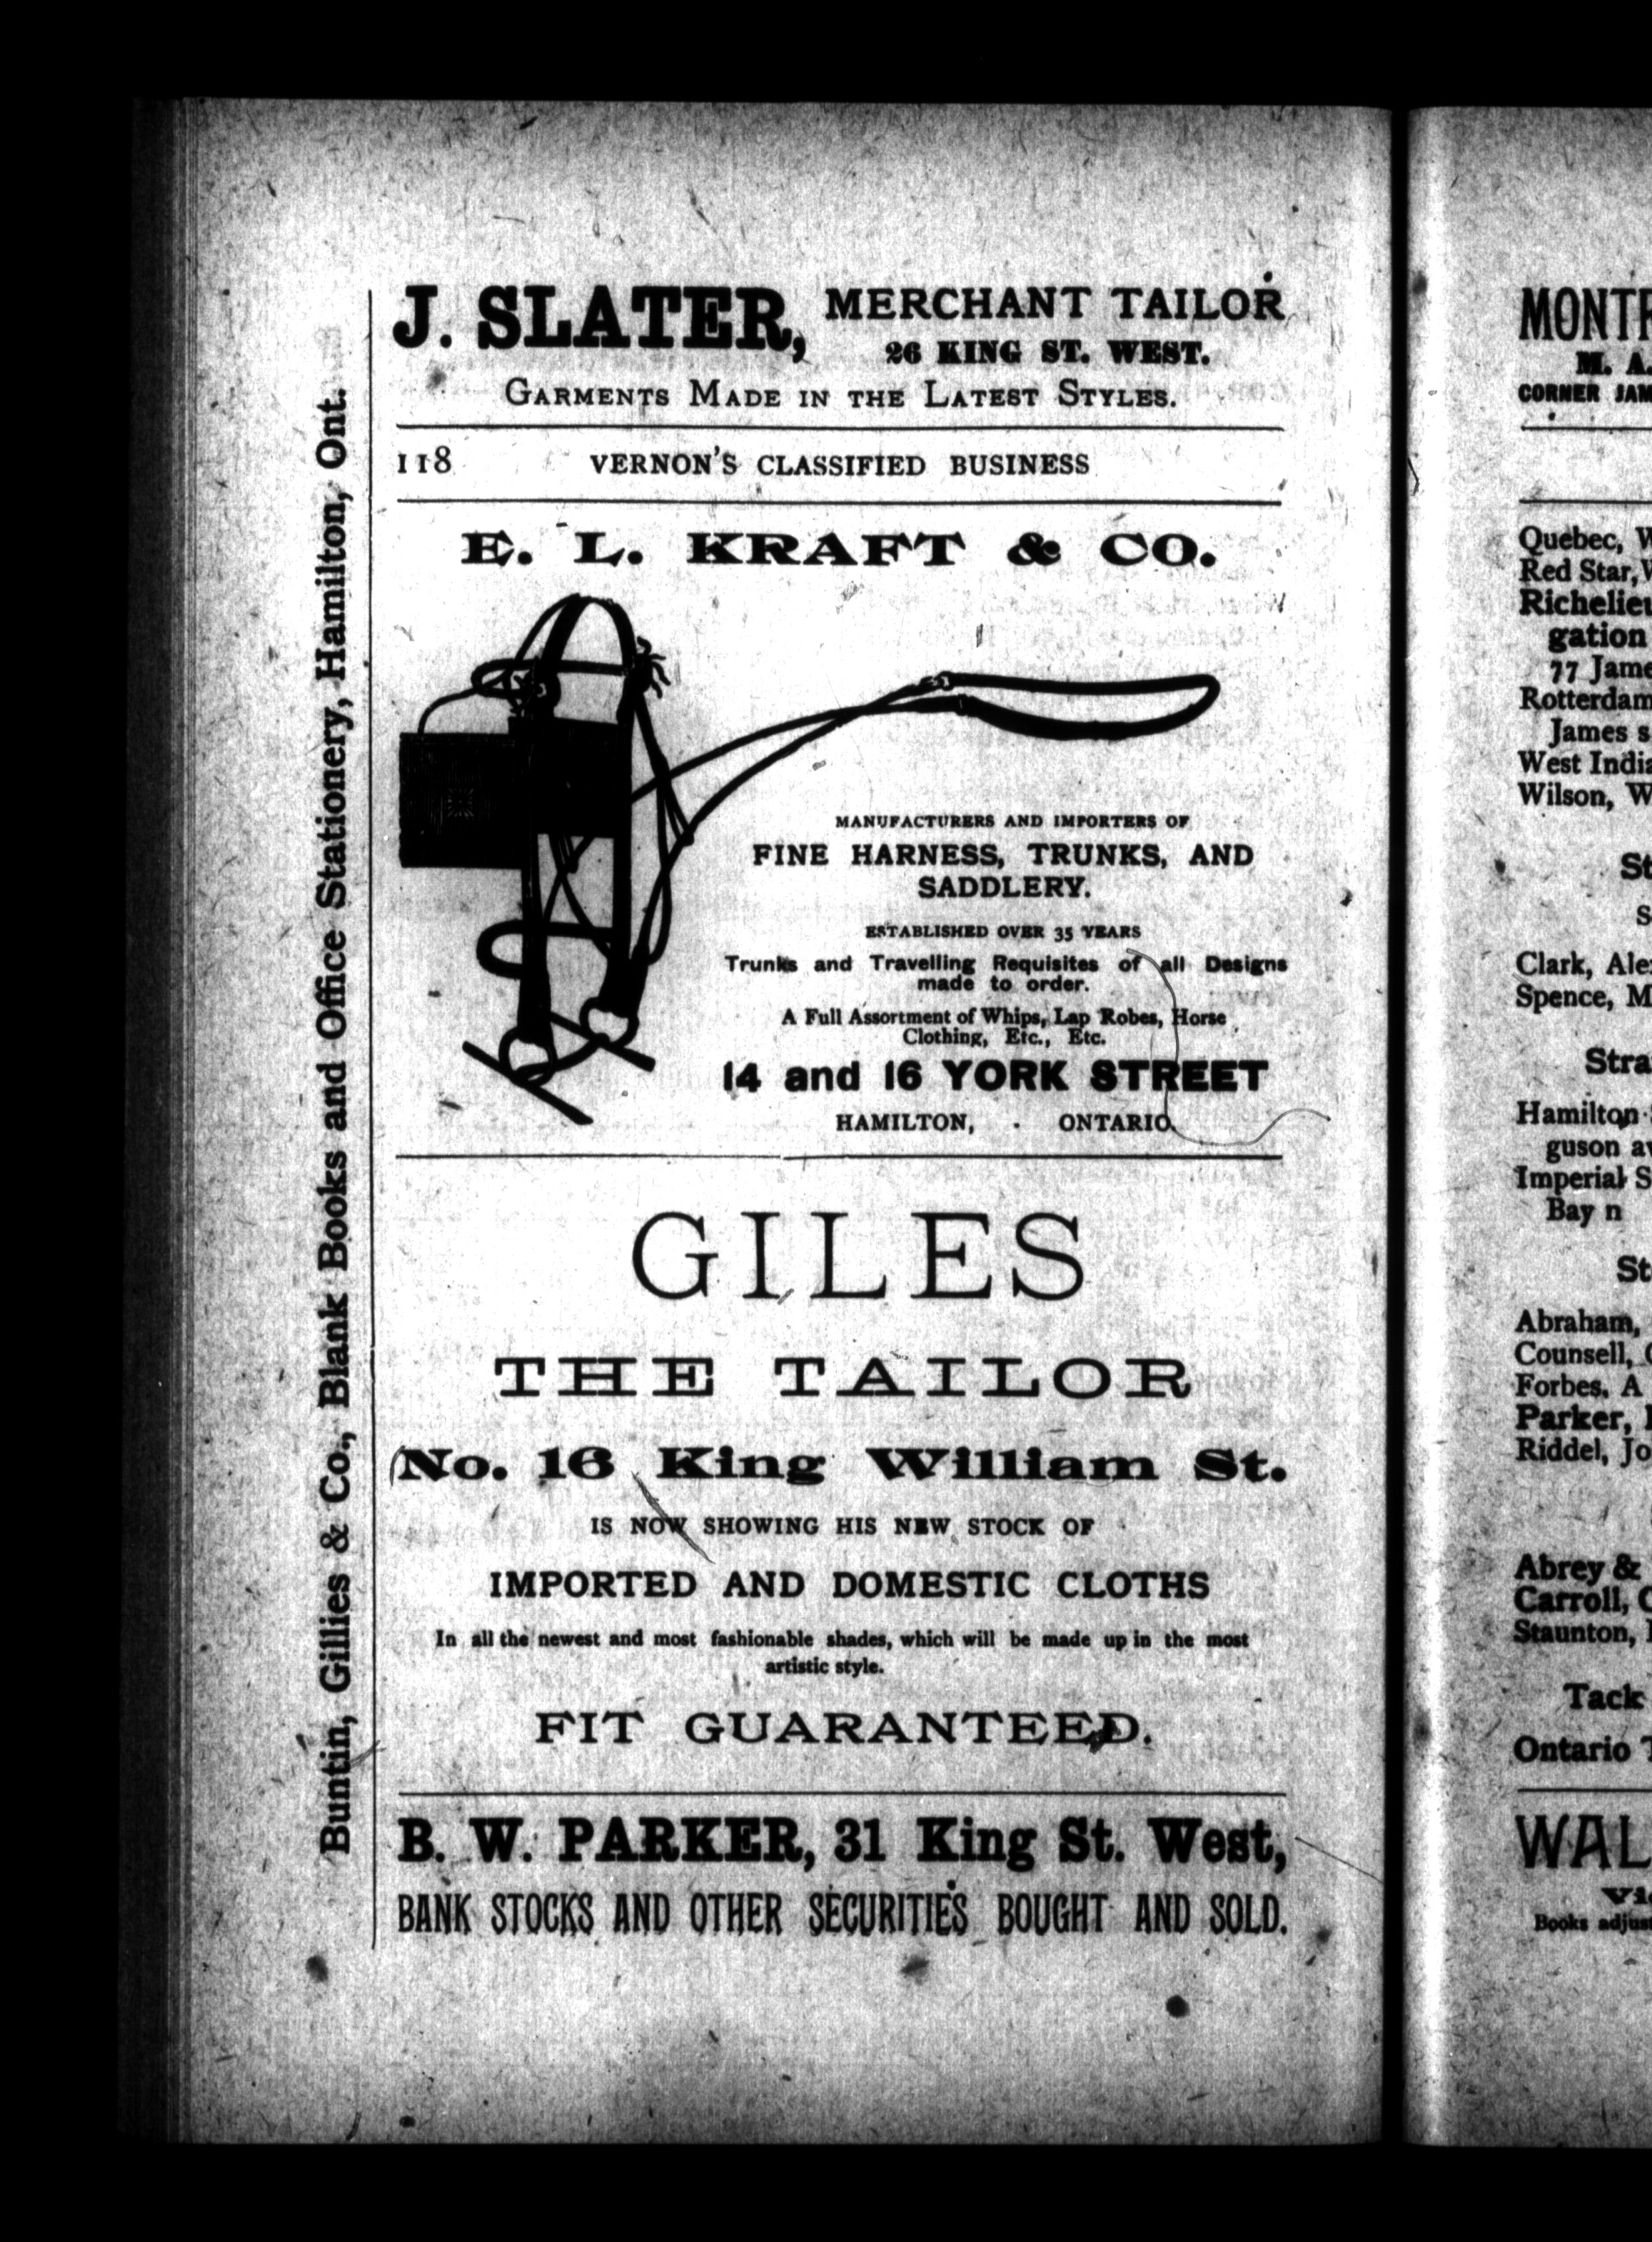 J. SLATER, MERCHANT TAILOR
26 KING ST. WEST.
GARMENTS MADE IN THE LATEST STYLES.
118 VERNON'S CLASSIFIED BUSINESS
E. L. KRAFT & CO.
MANUFACTURERS AND IMPORTERS OF
FINE HARNESS, TRUNKS, AND
SADDLERY.
ESTABLISHED OVER 35 YEARS
Trunks and Travelling Requisites of all Designs
made to order.
A Full Assortment of Whips, Lap Robes, Horse
Clothing, Etc., Etc.
14 and 16 YORK STREET
HAMILTON, - ONTARIO.
GILES
THE TAILOR
No. 16 King William St.
IS NOW SHOWING HIS NEW STOCK OF
IMPORTED AND DOMESTIC CLOTHS
In all the newest and most fashionable shades, which will be made up in the most
artistic style.
FIT GUARANTEED.
B. W. PARKER, 31 King St. West,
BANK STOCKS AND OTHER SECURITIES BOUGHT AND SOLD.
Buntin, Gillies & Co., Blank Books and Office Stationery, Hamilton, Ont.
M. A.
CORNER
Quebec,
Red Star,
gation
77
Rotterdam
James s
West
Wilson,
Clark,
Spence,
Hamilton
guson
Imperial
Bay n
Abraham,
Counsell,
Forbes, A
Parker,
Riddel,
Abrey &
Carroll,
Staunton,
Tack
Ontario
Books